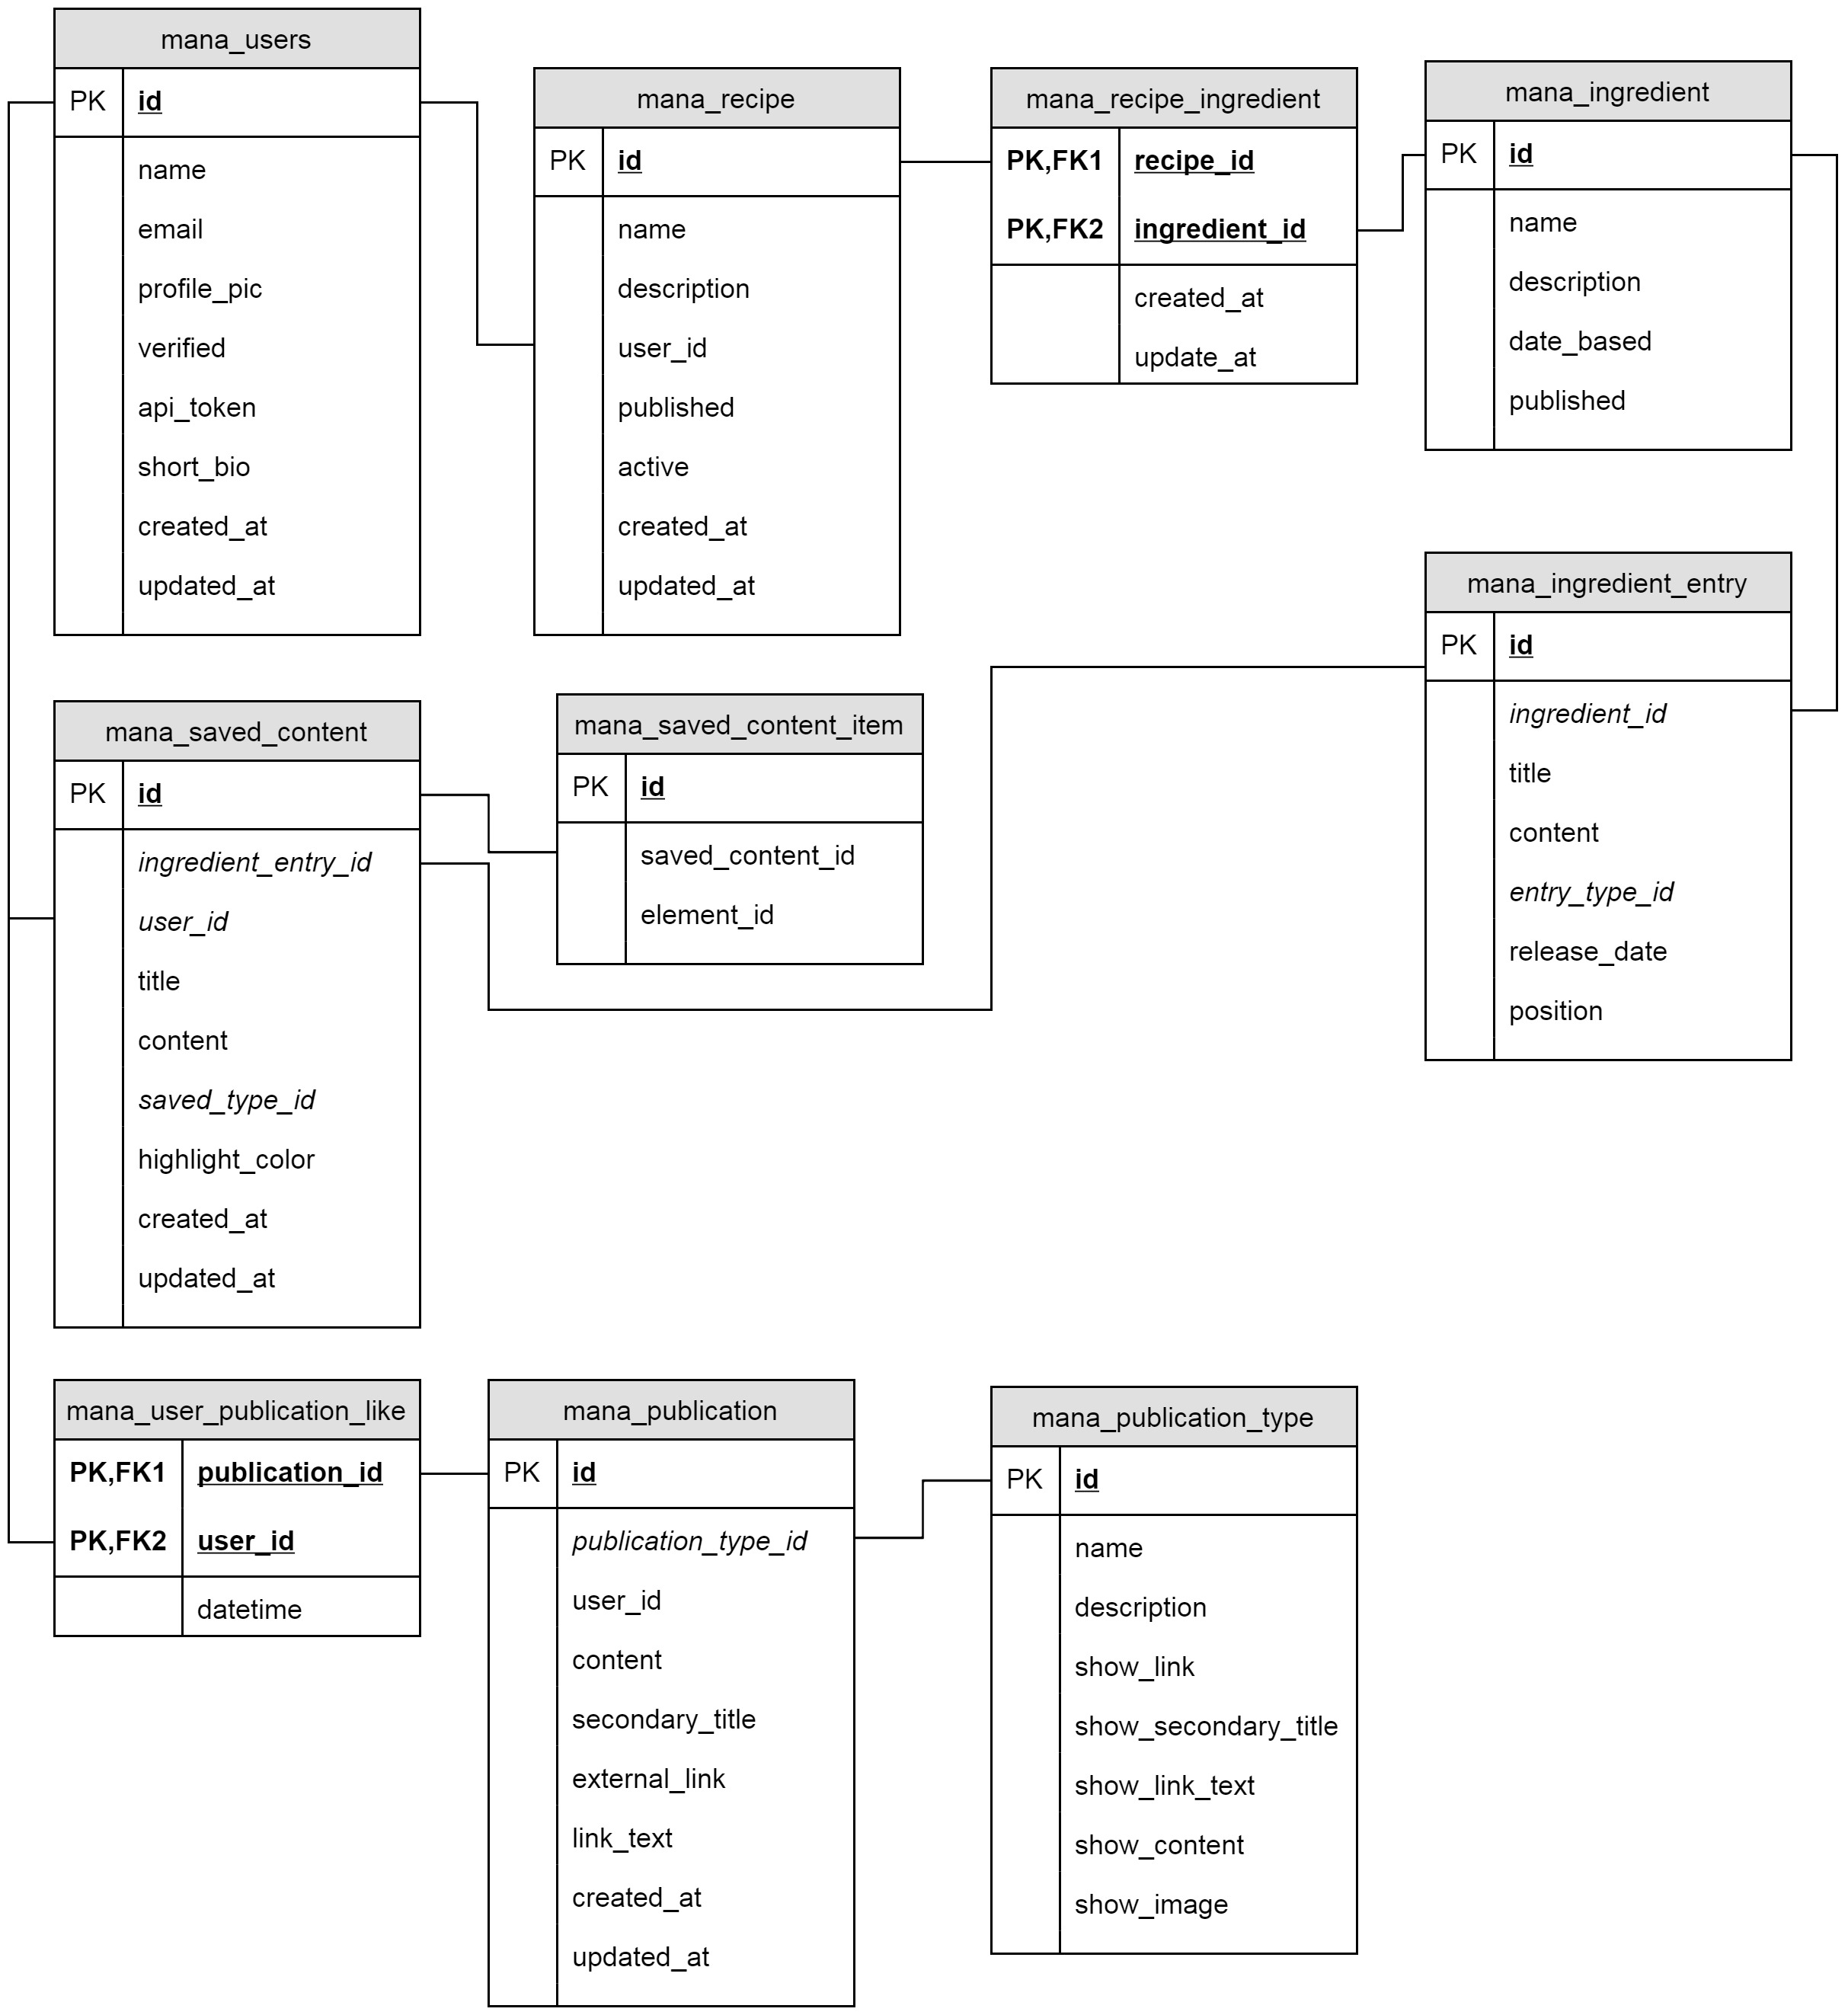 mana_users
PK id
name
email
profile_pic
verified
api_token
short_bio
created_at
updated_at
mana_recipe
PK id
name
description
user_id
published
active
created_at
updated_at
mana_recipe_ingredient
PK,FK1 recipe_id
PK,FK2 ingredient_id
created_at
update_at
mana_ingredient
PK id
name
description
date_based
published
mana_ingredient_entry
PK id
ingredient_id
title
content
entry_type_id
release_date
position
mana_saved_content
PK id
ingredient_entry_id
user_id
title
content
saved_type_id
highlight_color
created_at
updated_at
mana_saved_content_item
PK id
saved_content_id
element_id
mana_user_publication_like
PK,FK1 publication_id
PK,FK2 user_id
datetime
mana_publication
PK id
publication_type_id
user_id
content
secondary_title
external_link
link_text
created_at
updated_at
mana_publication_type
PK id
name
description
show_link
show_secondary_title
show_link_text
show_content
show_image